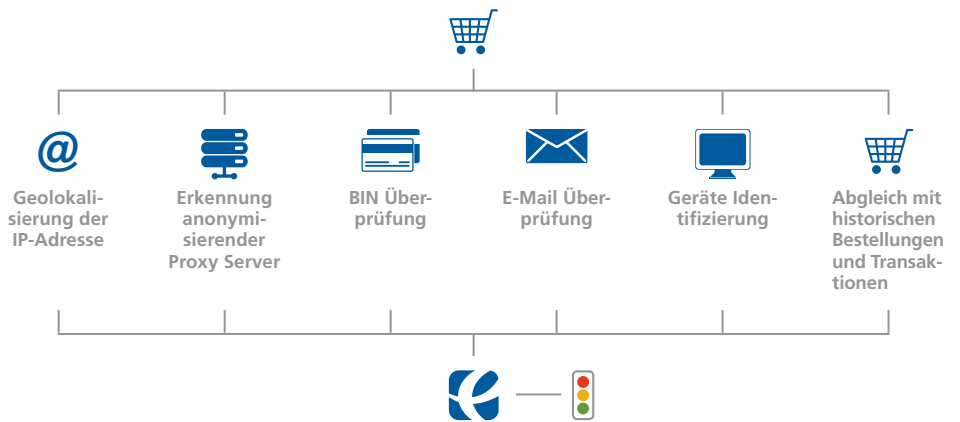 @
Geolokali-
sierung der
IP-Adresse
Erkennung
anonymi-
sierender
Proxy Server
BIN Über-
prüfung
E-Mail Über-
prüfung
Geräte Iden-
tifizierung
Abgleich mit
historischen
Bestellungen
und Transak-
tionen